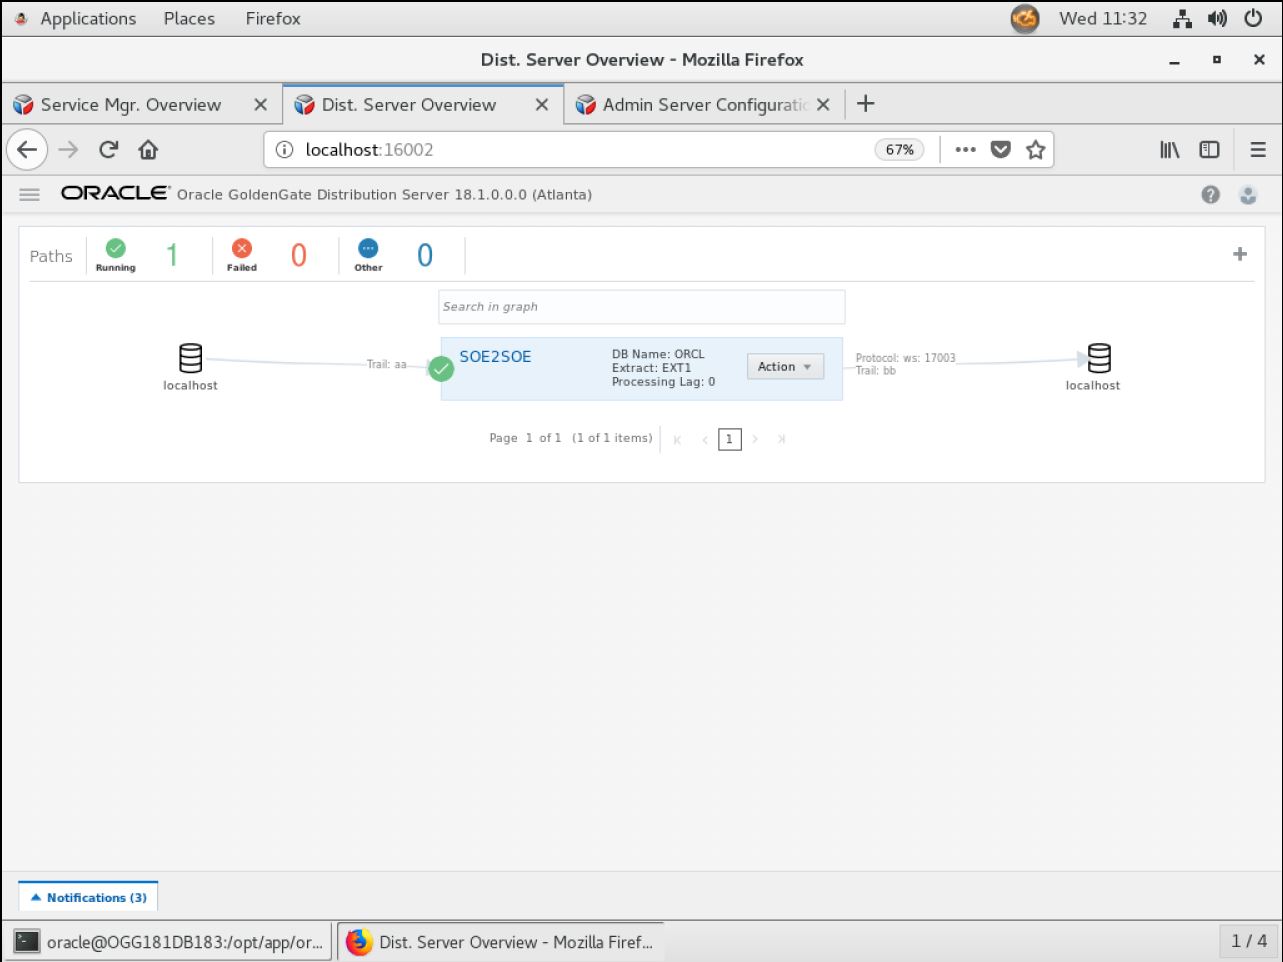 Applications Places Firefox Wed 11:32
Dist. Server Overview - Mozilla Firefox
Service Mgr. Overview Dist. Server Overview Admin Server Configuratio
localhost:16002 67%
ORACLE Oracle GoldenGate Distribution Server 18.1.0.0.0 (Atlanta)
Paths Running 1 Failed 0 Other 0
Search in graph
SOE2SOE
DB Name: ORCL
Extract: EXT1
Processing Lag: 0
Action
Trail: aa
Protocol: ws: 17003
Trail: bb
localhost
localhost
Page 1 of 1 (1 of 1 items) 1
Notifications (3)
oracle@OGG181DB183:/opt/app/or... Dist. Server Overview - Mozilla Firef... 1 / 4